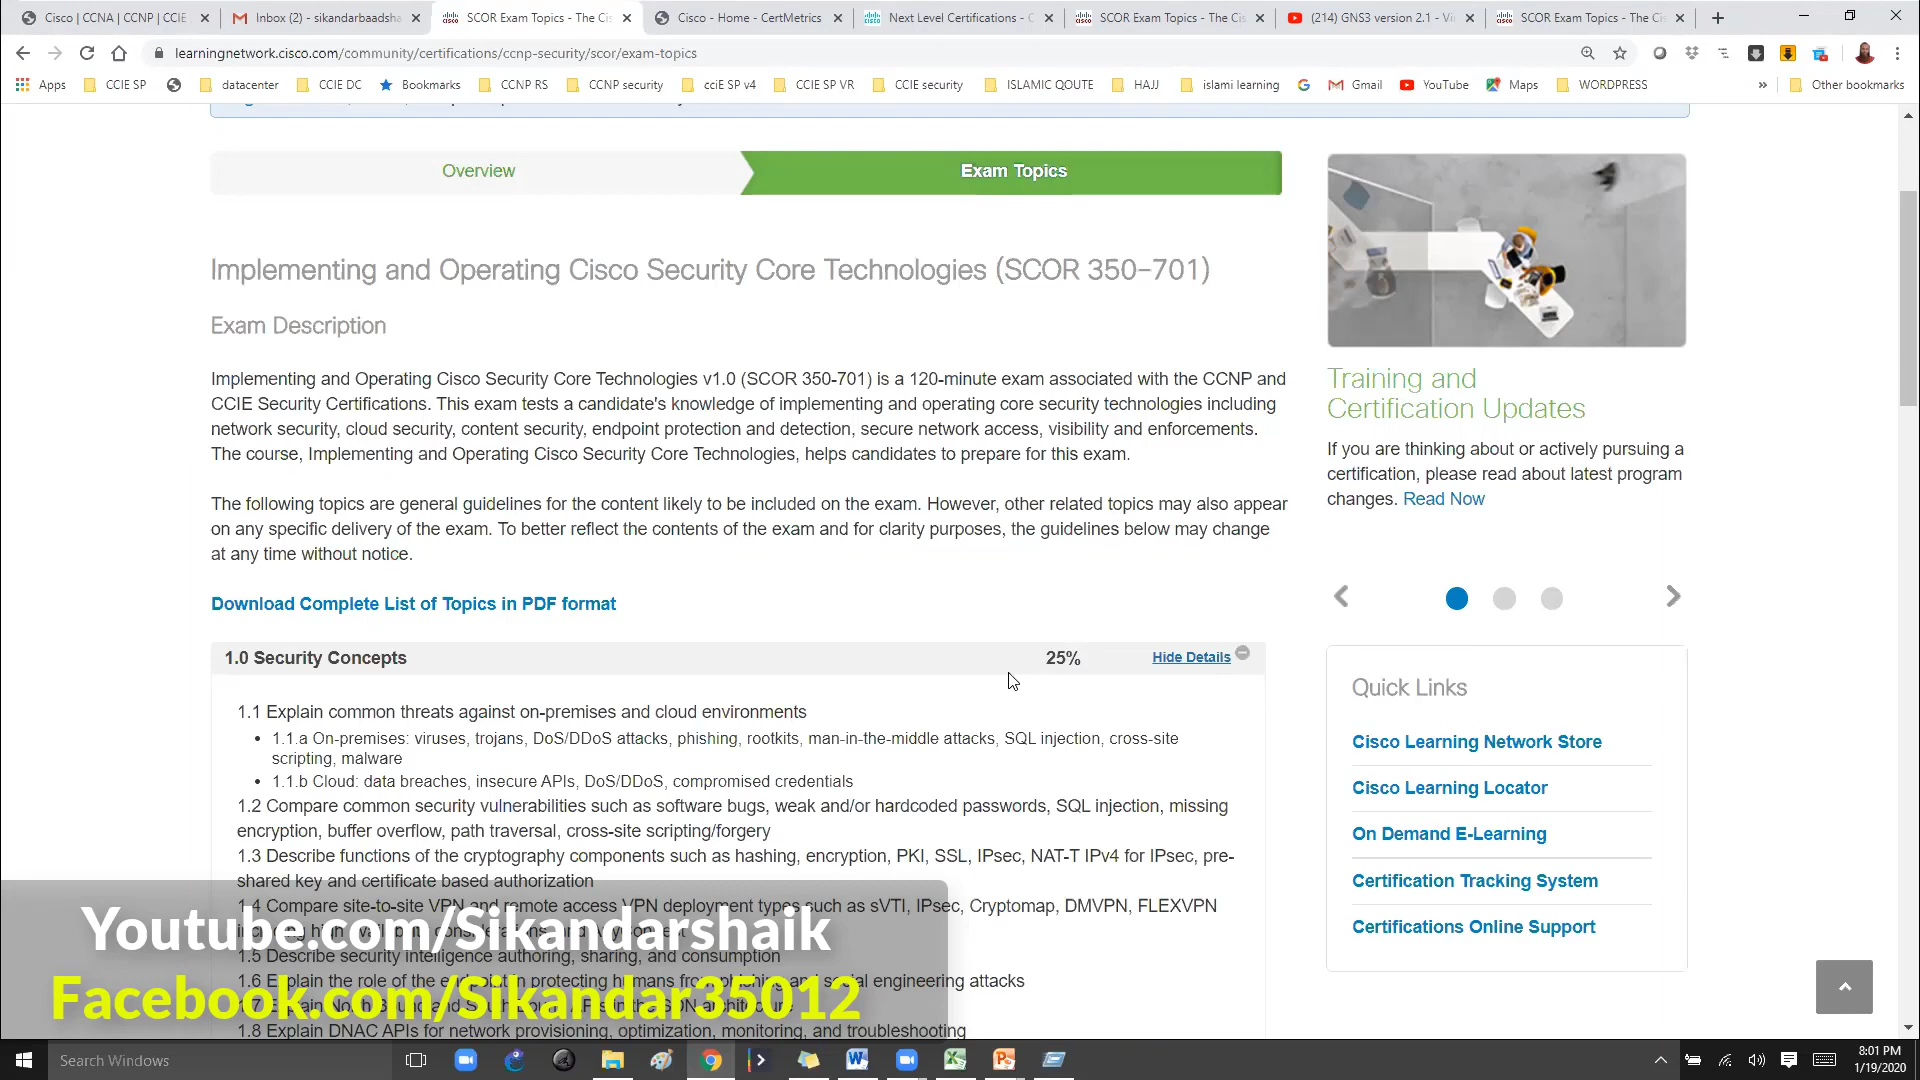 Cisco | CCNA | CCNP | CCIE
Inbox (2) - sikandarbaadsha
SCOR Exam Topics - The Cis
Cisco - Home - CertMetrics
Next Level Certifications - C
SCOR Exam Topics - The Cis
(214) GNS3 version 2.1 - Vi
SCOR Exam Topics - The Cis
learningnetwork.cisco.com/community/certifications/ccnp-security/scor/exam-topics
Apps
CCIE SP
datacenter
CCIE DC
Bookmarks
CCNP RS
CCNP security
cciE SP v4
CCIE SP VR
CCIE security
ISLAMIC QOUTE
HAJJ
islami learning
Gmail
YouTube
Maps
WORDPRESS
Other bookmarks
Overview
Exam Topics
Implementing and Operating Cisco Security Core Technologies (SCOR 350-701)
Exam Description
Implementing and Operating Cisco Security Core Technologies v1.0 (SCOR 350-701) is a 120-minute exam associated with the CCNP and
CCIE Security Certifications. This exam tests a candidate's knowledge of implementing and operating core security technologies including
network security, cloud security, content security, endpoint protection and detection, secure network access, visibility and enforcements.
The course, Implementing and Operating Cisco Security Core Technologies, helps candidates to prepare for this exam.
The following topics are general guidelines for the content likely to be included on the exam. However, other related topics may also appear
on any specific delivery of the exam. To better reflect the contents of the exam and for clarity purposes, the guidelines below may change
at any time without notice.
Download Complete List of Topics in PDF format
1.0 Security Concepts 25% Hide Details
1.1 Explain common threats against on-premises and cloud environments
• 1.1.a On-premises: viruses, trojans, DoS/DDoS attacks, phishing, rootkits, man-in-the-middle attacks, SQL injection, cross-site
scripting, malware
• 1.1.b Cloud: data breaches, insecure APIs, DoS/DDoS, compromised credentials
1.2 Compare common security vulnerabilities such as software bugs, weak and/or hardcoded passwords, SQL injection, missing
encryption, buffer overflow, path traversal, cross-site scripting/forgery
1.3 Describe functions of the cryptography components such as hashing, encryption, PKI, SSL, IPsec, NAT-T IPv4 for IPsec, pre-
shared key and certificate based authorization
1.4 Compare site-to-site VPN and remote access VPN deployment types such as sVTI, IPsec, Cryptomap, DMVPN, FLEXVPN
1.5 Describe security intelligence authoring, sharing, and consumption
1.6 Explain the role of the endpoint in protecting humans from phishing and social engineering attacks
1.8 Explain DNAC APIs for network provisioning, optimization, monitoring, and troubleshooting
Training and
Certification Updates
If you are thinking about or actively pursuing a
certification, please read about latest program
changes. Read Now
Quick Links
Cisco Learning Network Store
Cisco Learning Locator
On Demand E-Learning
Certification Tracking System
Certifications Online Support
Youtube.com/Sikandarshaik
Facebook.com/Sikandar35012
Search Windows
8:01 PM
1/19/2020